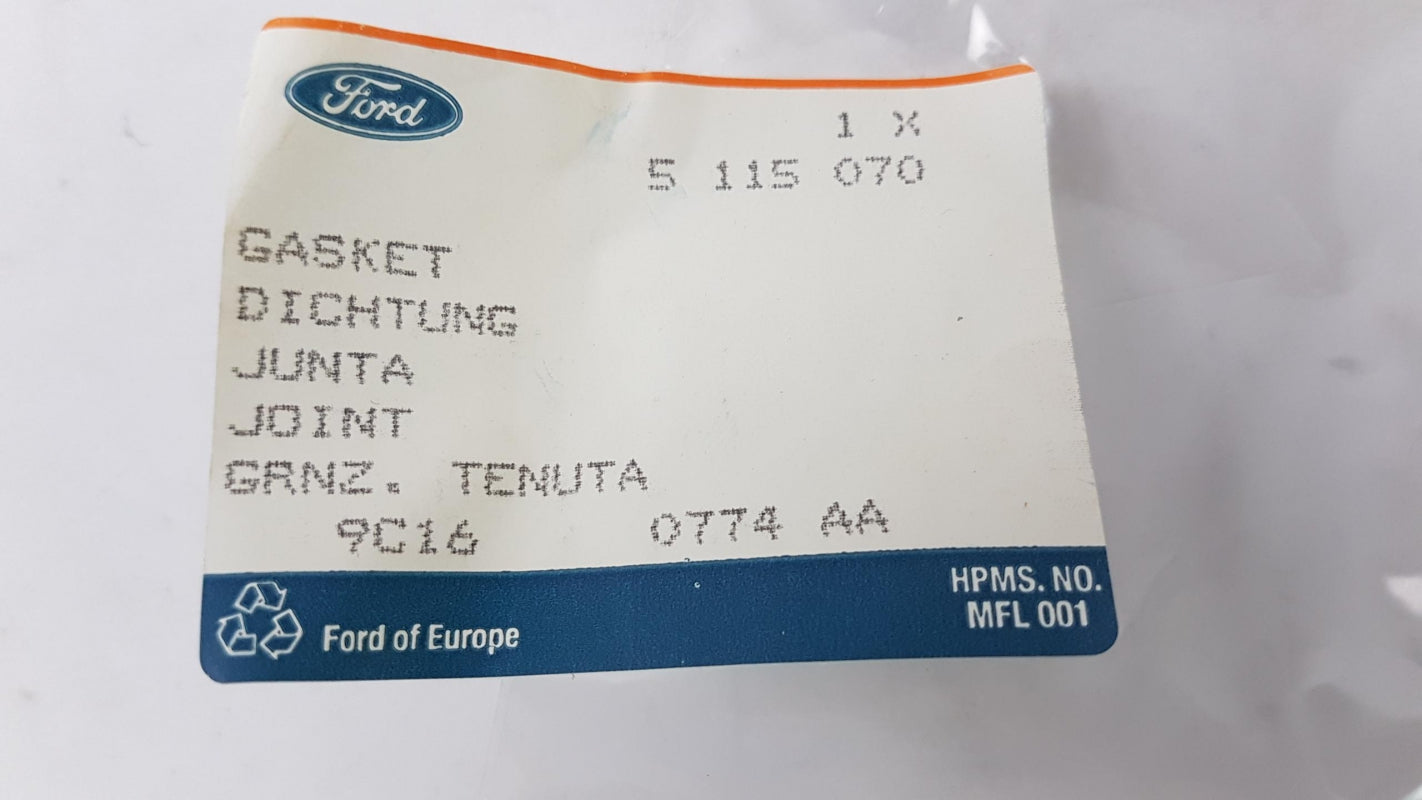 Ford
1 X
5 115 070
GASKET
DICHTUNG
JUNTA
JOINT
GRNZ. TENUTA
9C16 0774 AA
HPMS. NO.
MFL 001
Ford of Europe